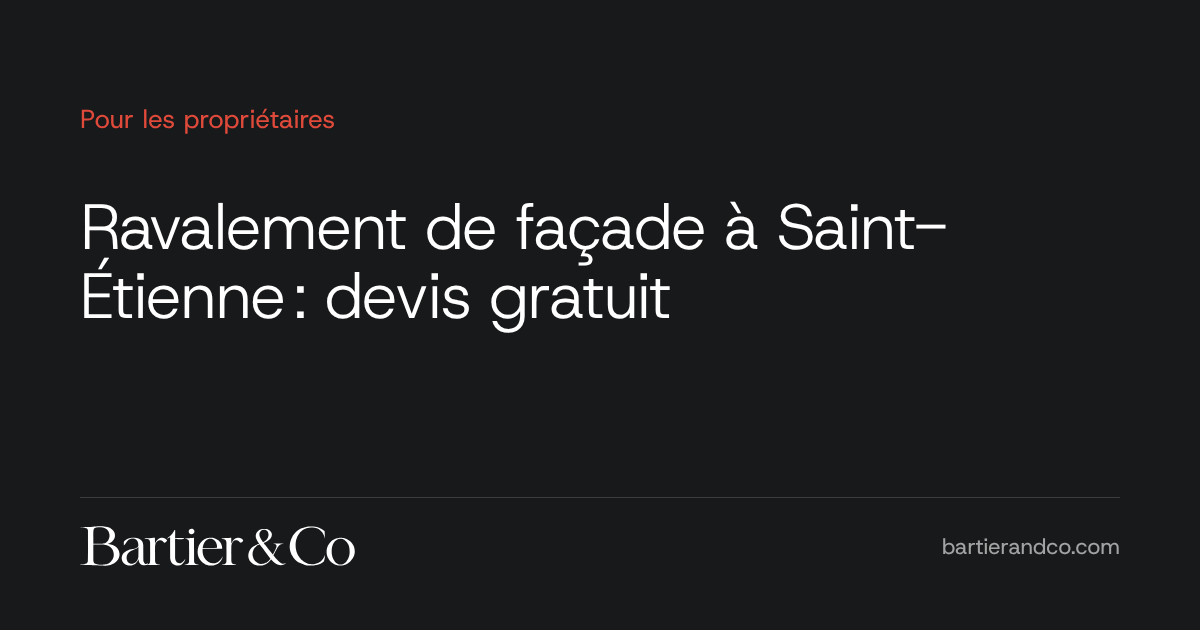 Pour les propriétaires
Ravalement de façade à Saint-
Étienne : devis gratuit
Bartier & Co
bartierandco.com